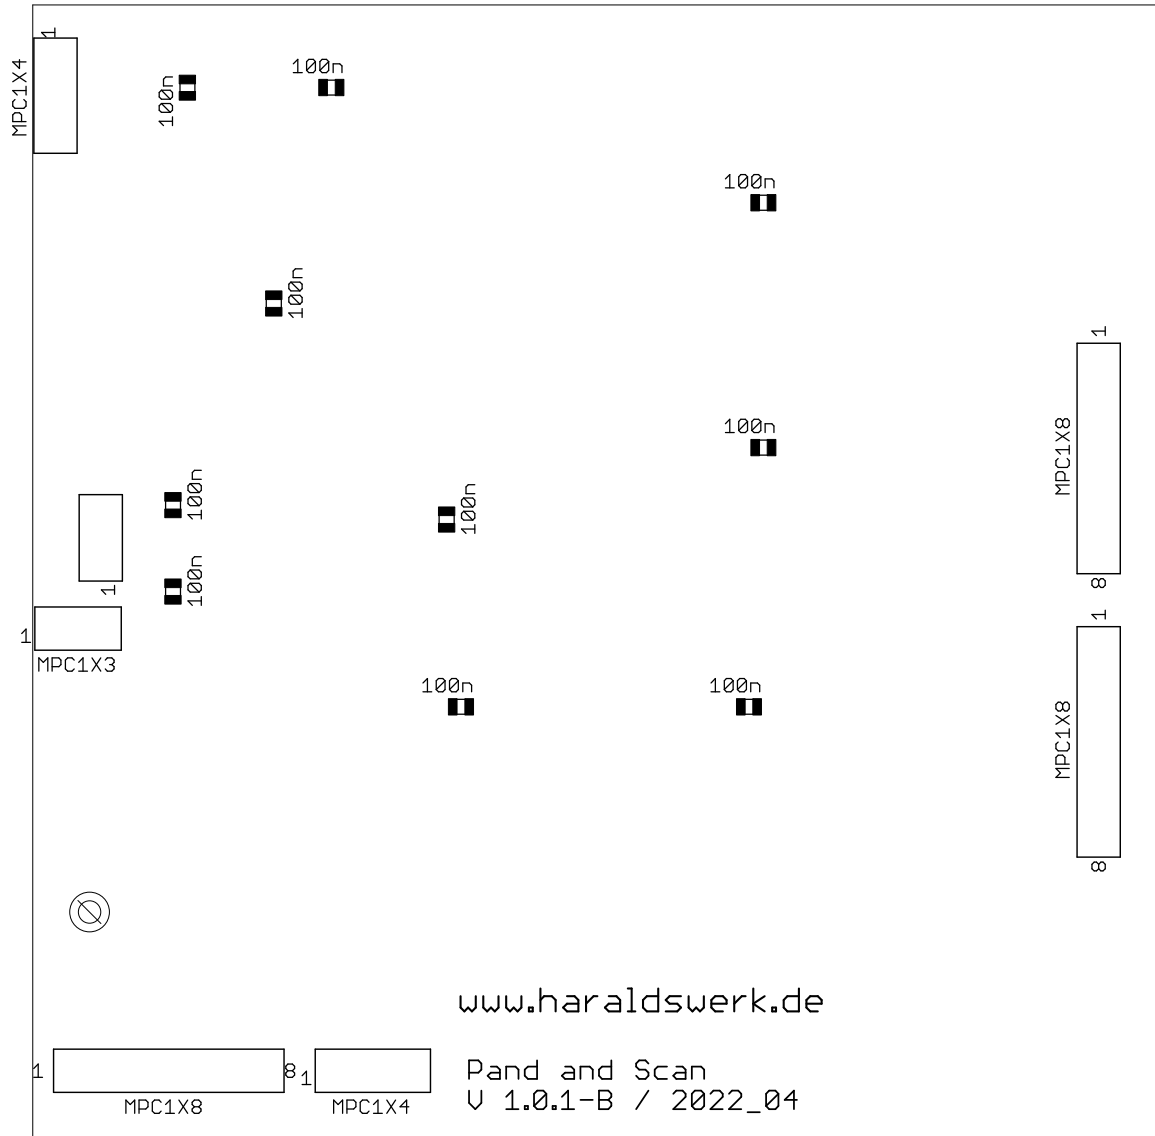 1
MPC1X4
100n
100n
100n
100n
1
100n
MPC1X8
100n
100n
1
100n
8
1
1
MPC1X3
100n
100n
MPC1X8
8
www.haraldswerk.de
1
8
1
Pand and Scan
MPC1X8
MPC1X4
V 1.0.1-B / 2022_04